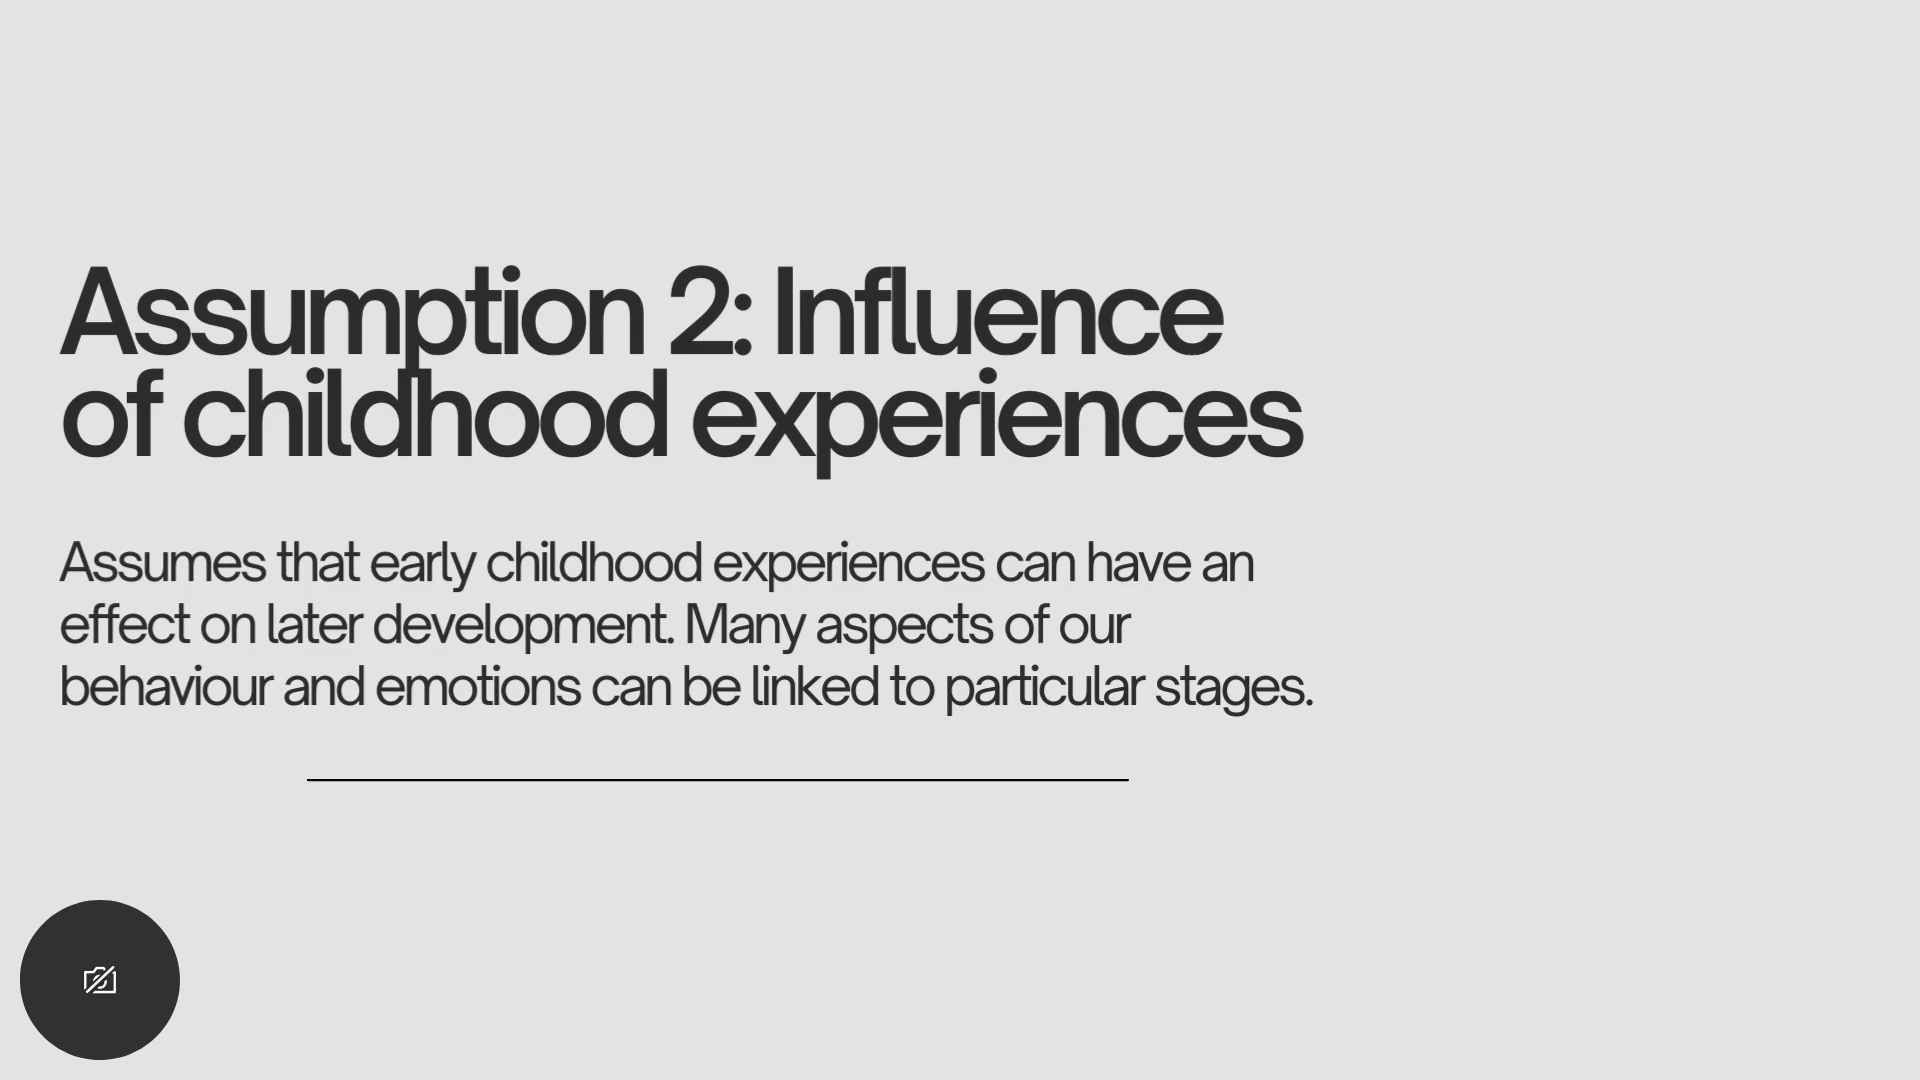 Assumption 2: Influence
of childhood experiences
Assumes that early childhood experiences can have an
effect on later development. Many aspects of our
behaviour and emotions can be linked to particular stages.